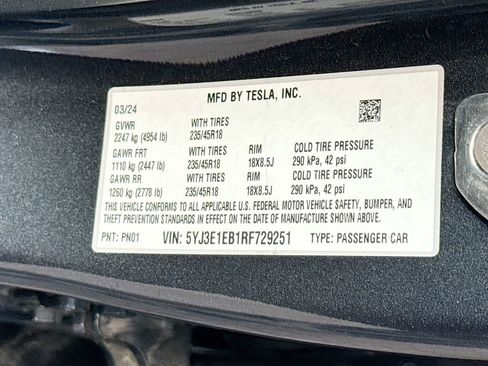 MFD BY TESLA, INC.
03/24
GVWR WITH TIRES
2247 kg (4954 lb) 235/45R18
GAWR FRT WITH TIRES RIM COLD TIRE PRESSURE
1110 kg (2447 lb) 235/45R18 18X8.5J 290 kPa, 42 psi
GAWR RR WITH TIRES RIM COLD TIRE PRESSURE
1260 kg (2778 lb) 235/45R18 18X8.5J 290 kPa, 42 psi
THIS VEHICLE CONFORMS TO ALL APPLICABLE U.S. FEDERAL MOTOR VEHICLE SAFETY, BUMPER, AND
THEFT PREVENTION STANDARDS IN EFFECT ON THE DATE OF MANUFACTURE SHOWN ABOVE.
PNT: PN01 VIN: 5YJ3E1EB1RF729251 TYPE: PASSENGER CAR